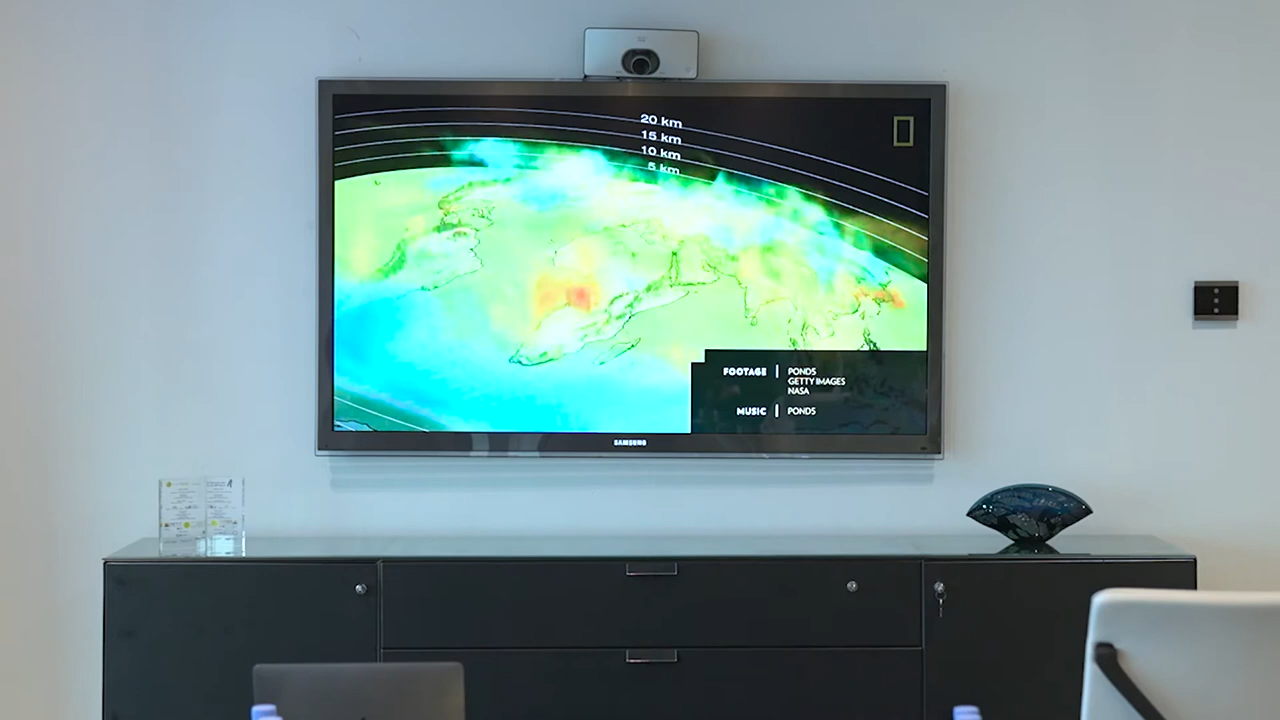 20 km
15 km
10 km
5 km
FOOTAGE | PONDS
GETTY IMAGES
NASA
MUSIC | PONDS
SAMSUNG